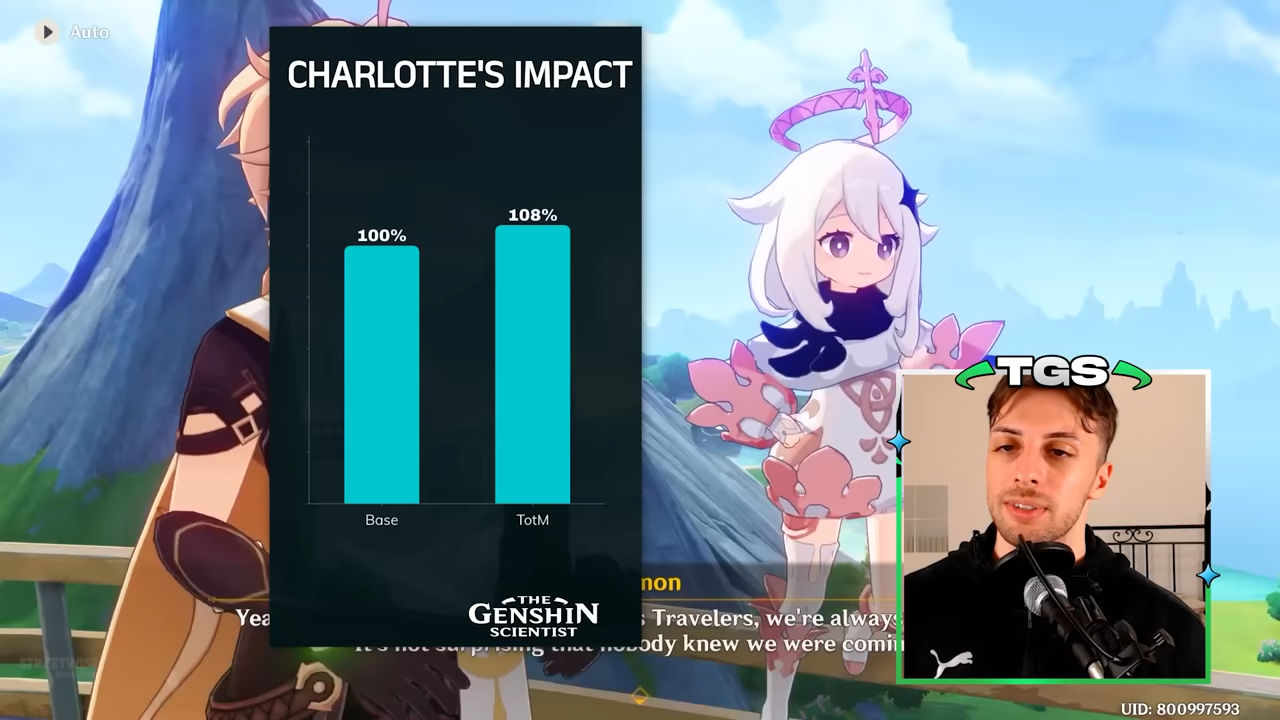 Auto
CHARLOTTE'S IMPACT
100%
108%
Base
TotM
THE
GENSHIN
SCIENTIST
TGS
mon
Yea
s Travelers, we're always
It's not surprising that nobody knew we were comin
UID: 800997593